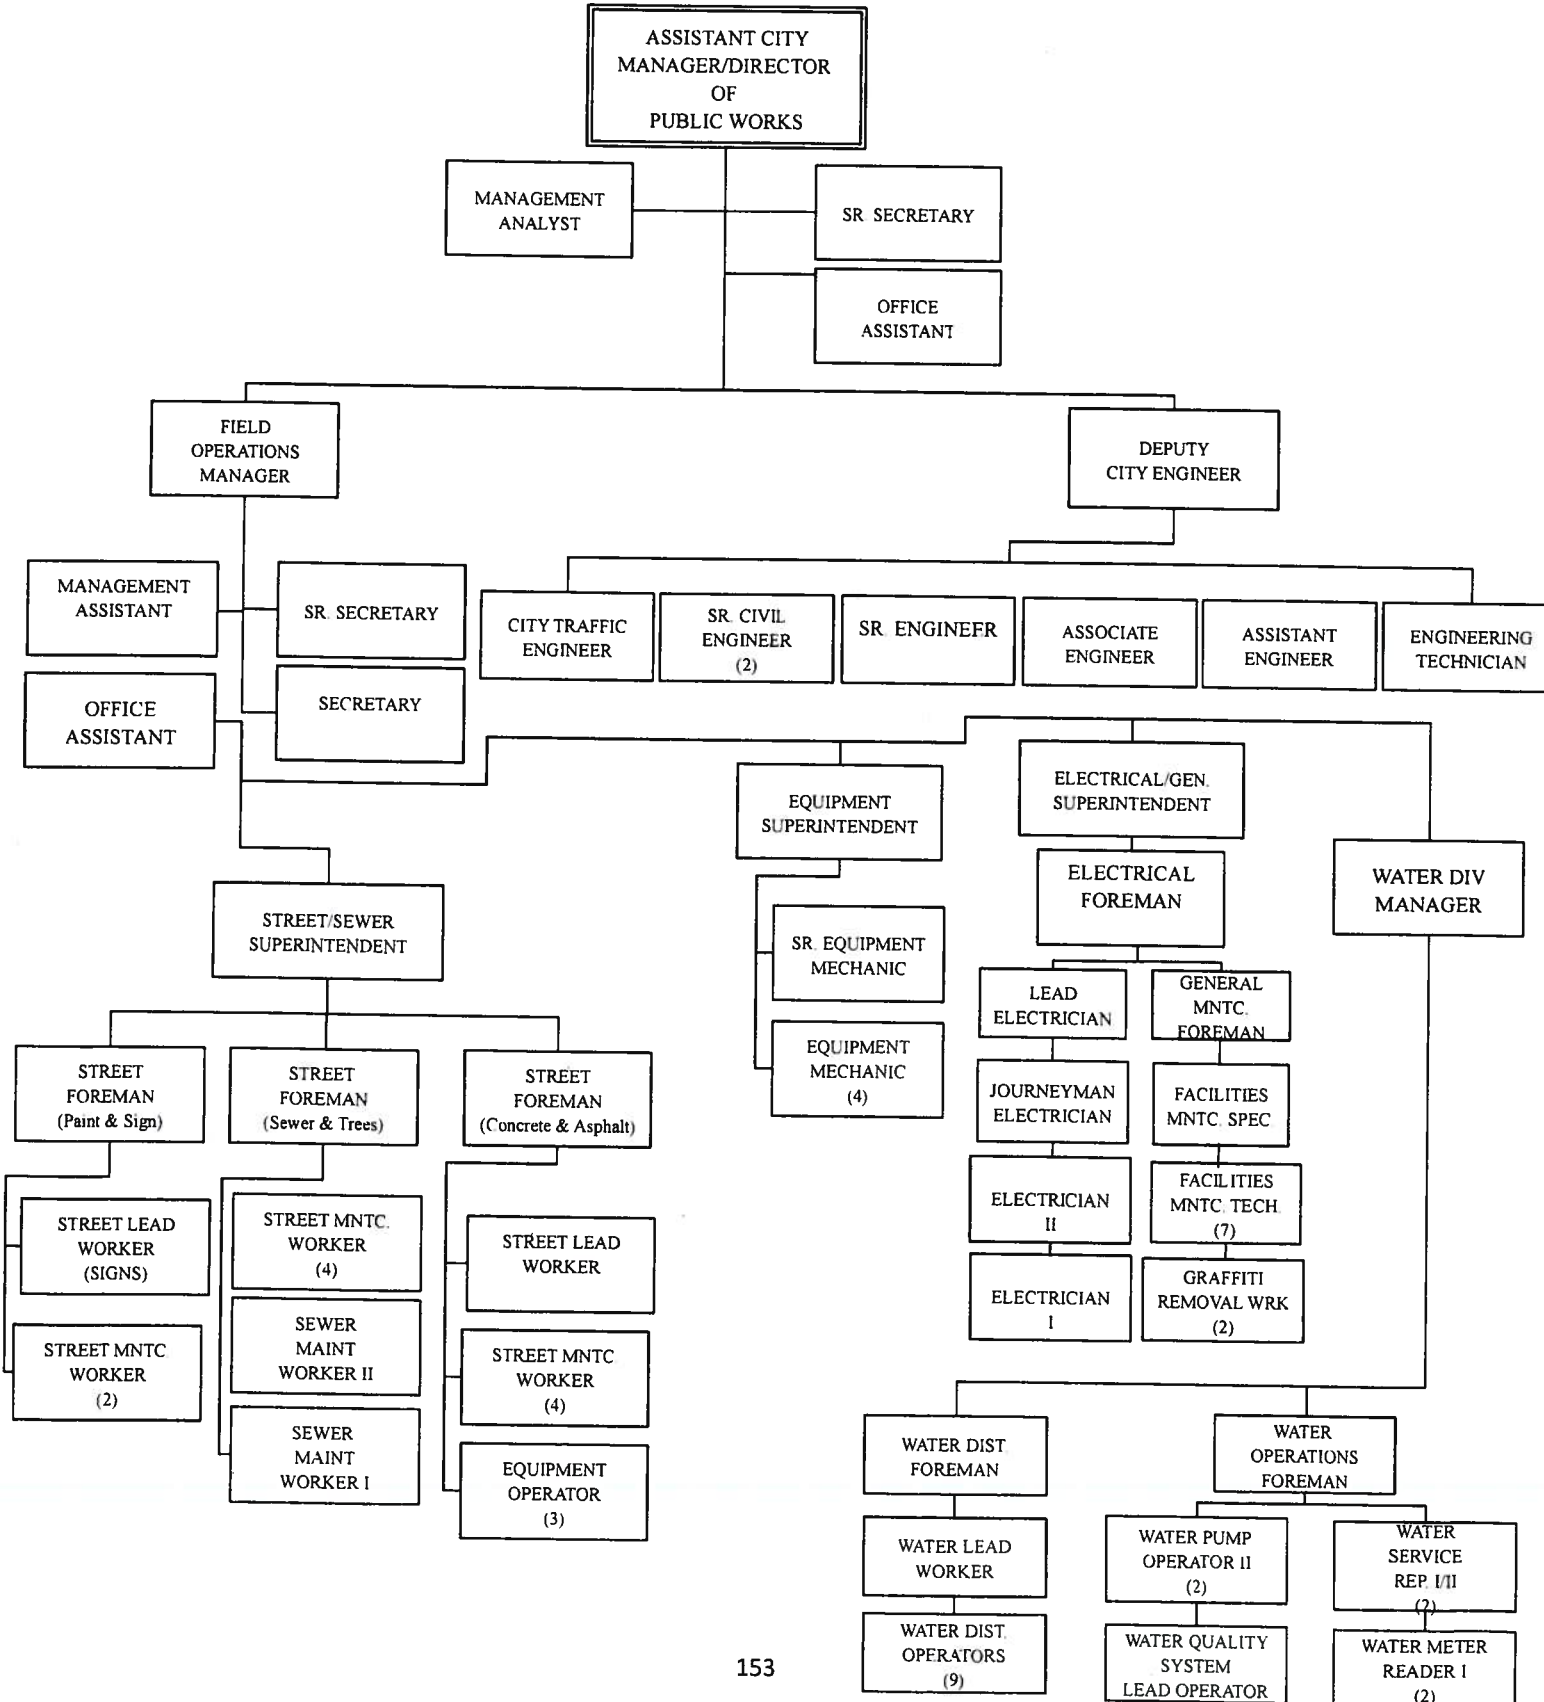 ASSISTANT CITY
MANAGER/DIRECTOR
OF
PUBLIC WORKS
MANAGEMENT
ANALYST
SR SECRETARY
OFFICE
ASSISTANT
FIELD
OPERATIONS
MANAGER
DEPUTY
CITY ENGINEER
MANAGEMENT
ASSISTANT
SR. SECRETARY
OFFICE
ASSISTANT
SECRETARY
CITY TRAFFIC
ENGINEER
SR. CIVIL
ENGINEER
(2)
SR. ENGINEER
ASSOCIATE
ENGINEER
ASSISTANT
ENGINEER
ENGINEERING
TECHNICIAN
EQUIPMENT
SUPERINTENDENT
ELECTRICAL/GEN.
SUPERINTENDENT
WATER DIV
MANAGER
STREET/SEWER
SUPERINTENDENT
SR. EQUIPMENT
MECHANIC
EQUIPMENT
MECHANIC
(4)
ELECTRICAL
FOREMAN
LEAD
ELECTRICIAN
GENERAL
MNTC.
FOREMAN
JOURNEYMAN
ELECTRICIAN
FACILITIES
MNTC. SPEC
ELECTRICIAN
II
FACILITIES
MNTC. TECH.
(7)
ELECTRICIAN
I
GRAFFITI
REMOVAL WRK
(2)
STREET
FOREMAN
(Paint & Sign)
STREET
FOREMAN
(Sewer & Trees)
STREET
FOREMAN
(Concrete & Asphalt)
STREET LEAD
WORKER
(SIGNS)
STREET MNTC
WORKER
(2)
STREET MNTC.
WORKER
(4)
SEWER
MAINT
WORKER II
SEWER
MAINT
WORKER I
STREET LEAD
WORKER
STREET MNTC
WORKER
(4)
EQUIPMENT
OPERATOR
(3)
WATER DIST.
FOREMAN
WATER
OPERATIONS
FOREMAN
WATER LEAD
WORKER
WATER DIST.
OPERATORS
(9)
WATER PUMP
OPERATOR II
(2)
WATER
SERVICE
REP. I/II
(2)
WATER QUALITY
SYSTEM
LEAD OPERATOR
WATER METER
READER I
(2)
153